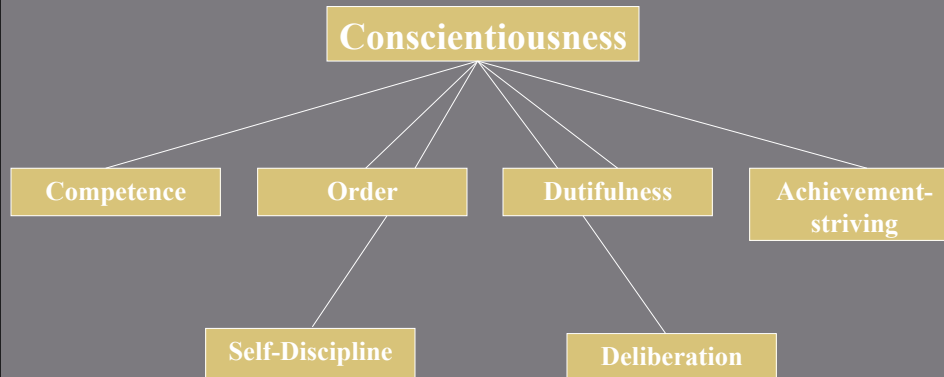 Conscientiousness
Competence
Order
Dutifulness
Achievement-
striving
Self-Discipline
Deliberation